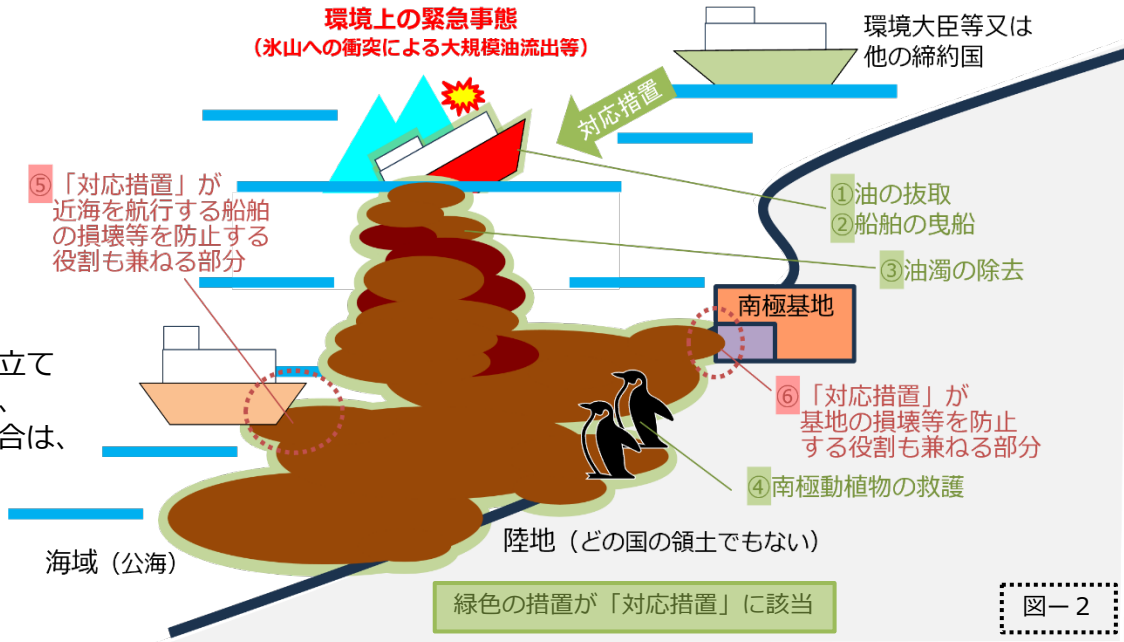 環境上の緊急事態
（氷山への衝突による大規模油流出等）
環境大臣等又は
他の締約国
対応措置
⑤「対応措置」が
近海を航行する船舶
の損壊等を防止する
役割も兼ねる部分
①油の抜取
②船舶の曳船
③油濁の除去
南極基地
立て
、
合は、
⑥「対応措置」が
基地の損壊等を防止
する役割も兼ねる部分
④南極動植物の救護
陸地（どの国の領土でもない）
海域（公海）
緑色の措置が「対応措置」に該当
図－２